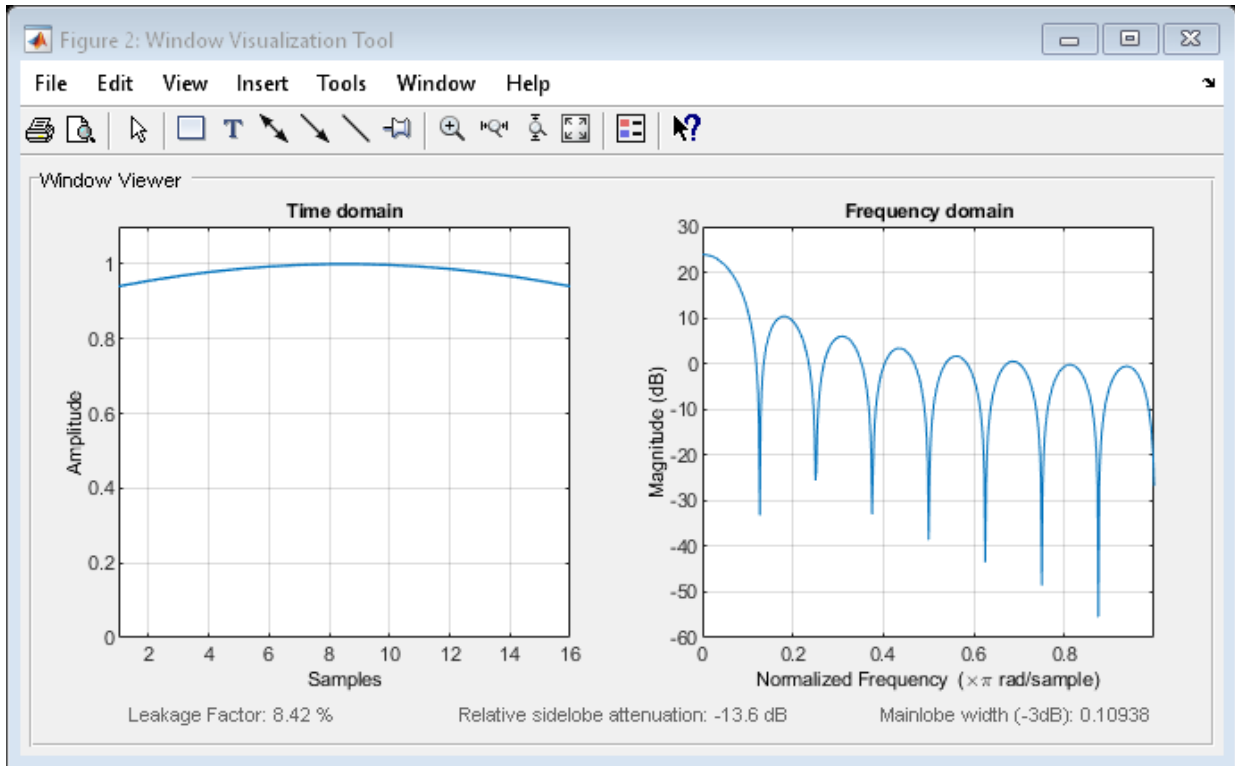 Figure 2: Window Visualization Tool
File Edit View Insert Tools Window Help
Window Viewer
Time domain
1
0.8
0.6
0.4
0.2
0
Amplitude
2 4 6 8 10 12 14 16
Samples
Frequency domain
30
20
10
0
-10
-20
-30
-40
-50
-60
Magnitude (dB)
0 0.2 0.4 0.6 0.8
Normalized Frequency (×π rad/sample)
Leakage Factor: 8.42 % Relative sidelobe attenuation: -13.6 dB Mainlobe width (-3dB): 0.10938